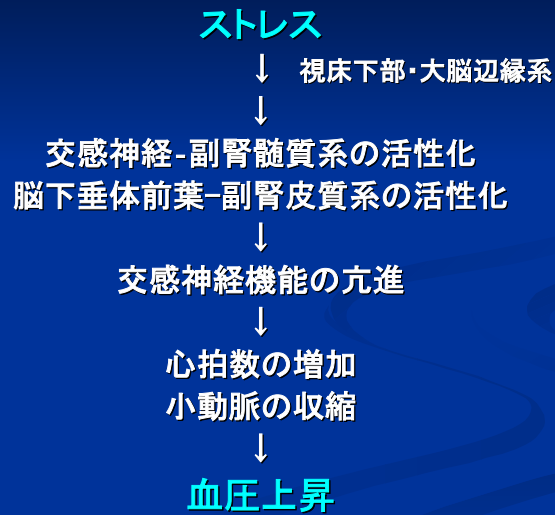 ストレス
↓ 視床下部・大脳辺縁系
↓
交感神経-副腎髄質系の活性化
脳下垂体前葉−副腎皮質系の活性化
↓
交感神経機能の亢進
↓
心拍数の増加
小動脈の収縮
↓
血圧上昇